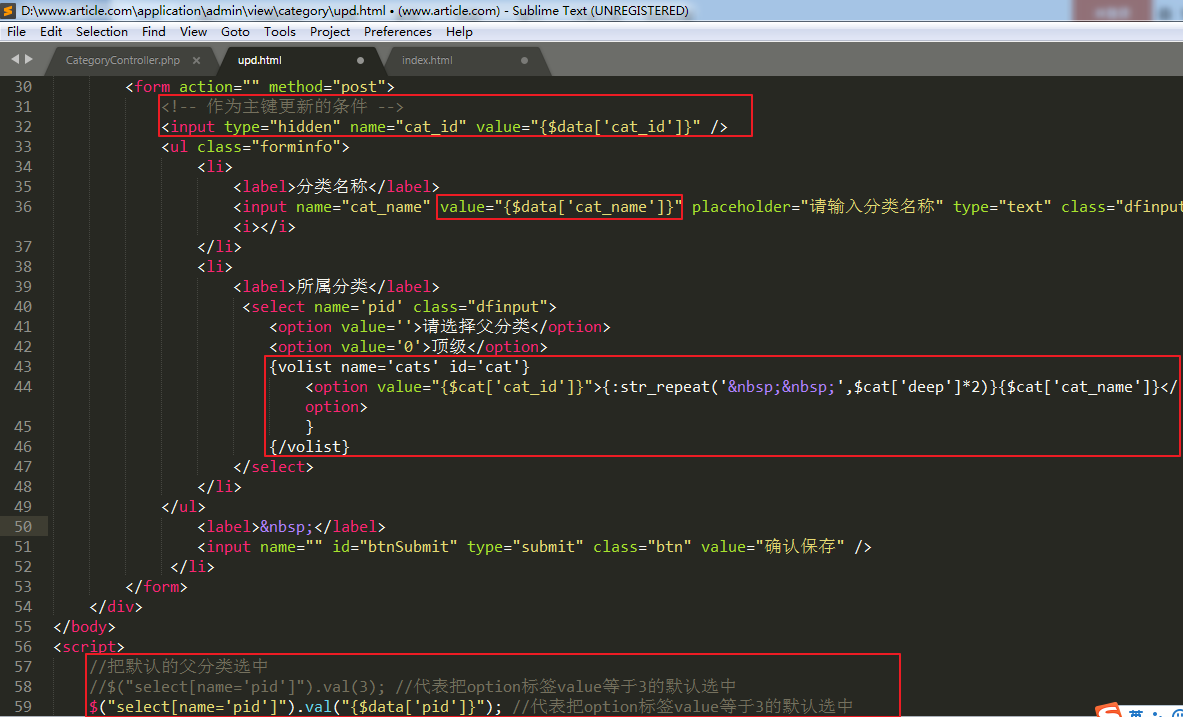 D:\www.article.com\application\admin\view\category\upd.html • (www.article.com) - Sublime Text (UNREGISTERED)
File Edit Selection Find View Goto Tools Project Preferences Help
CategoryController.php × upd.html index.html
30 <form action="" method="post">
31 <!-- 作为主键更新的条件 -->
32 <input type="hidden" name="cat_id" value="{$data['cat_id']}" />
33 <ul class="forminfo">
34 <li>
35 <label>分类名称</label>
36 <input name="cat_name" value="{$data['cat_name']}" placeholder="请输入分类名称" type="text" class="dfinput
<i></i>
37 </li>
38 <li>
39 <label>所属分类</label>
40 <select name='pid' class="dfinput">
41 <option value=''>请选择父分类</option>
42 <option value='0'>顶级</option>
43 {volist name='cats' id='cat'}
44 <option value="{$cat['cat_id']}">{:str_repeat('&nbsp;&nbsp;',$cat['deep']*2)}{$cat['cat_name']}</
option>
45 }
46 {/volist}
47 </select>
48 </li>
49 </ul>
50 <label>&nbsp;</label>
51 <input name="" id="btnSubmit" type="submit" class="btn" value="确认保存" />
52 </li>
53 </form>
54 </div>
55 </body>
56 <script>
57 //把默认的父分类选中
58 //$("select[name='pid']").val(3); //代表把option标签value等于3的默认选中
59 $("select[name='pid']").val("{$data['pid']}"); //代表把option标签value等于3的默认选中